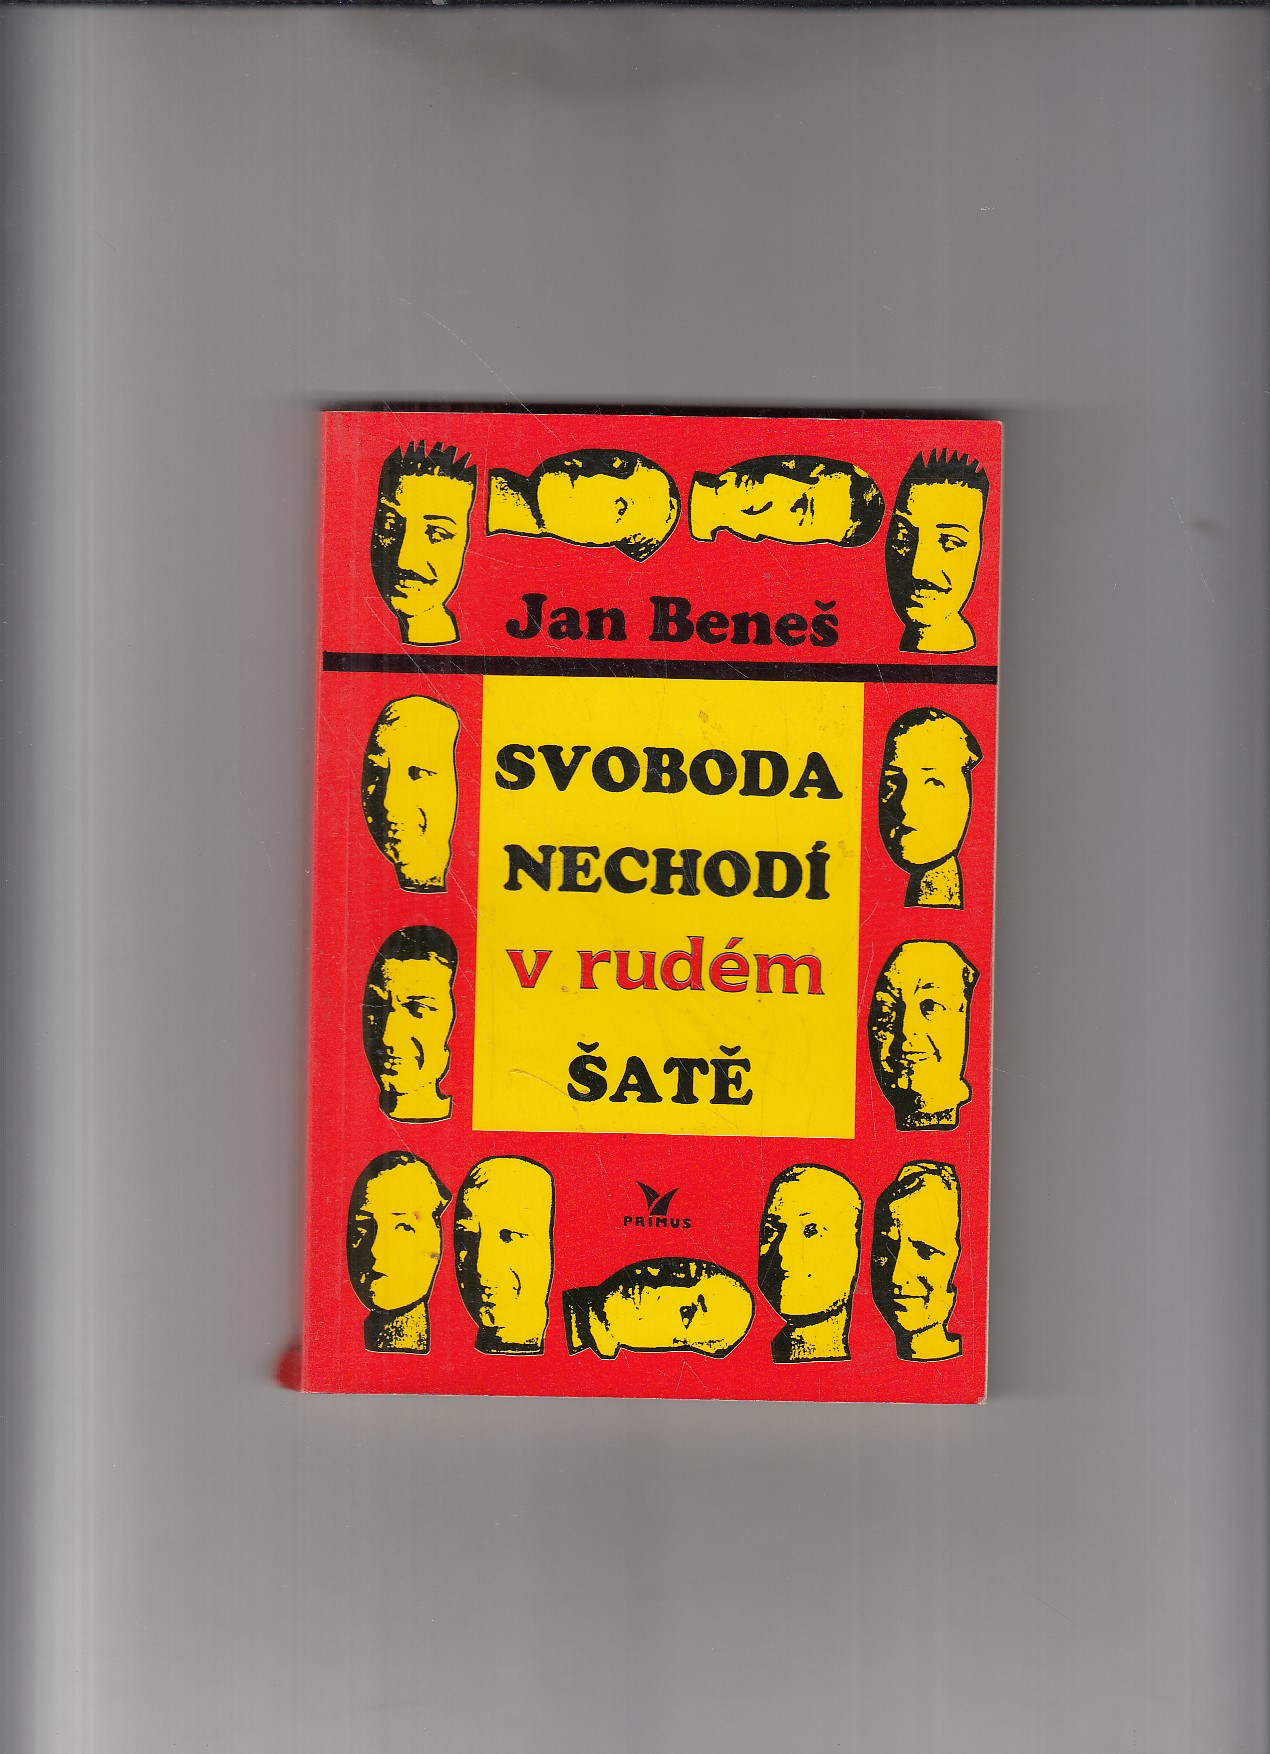 Jan Beneš
SVOBODA
NECHODÍ
v rudém
ŠATĚ
PRIMUS